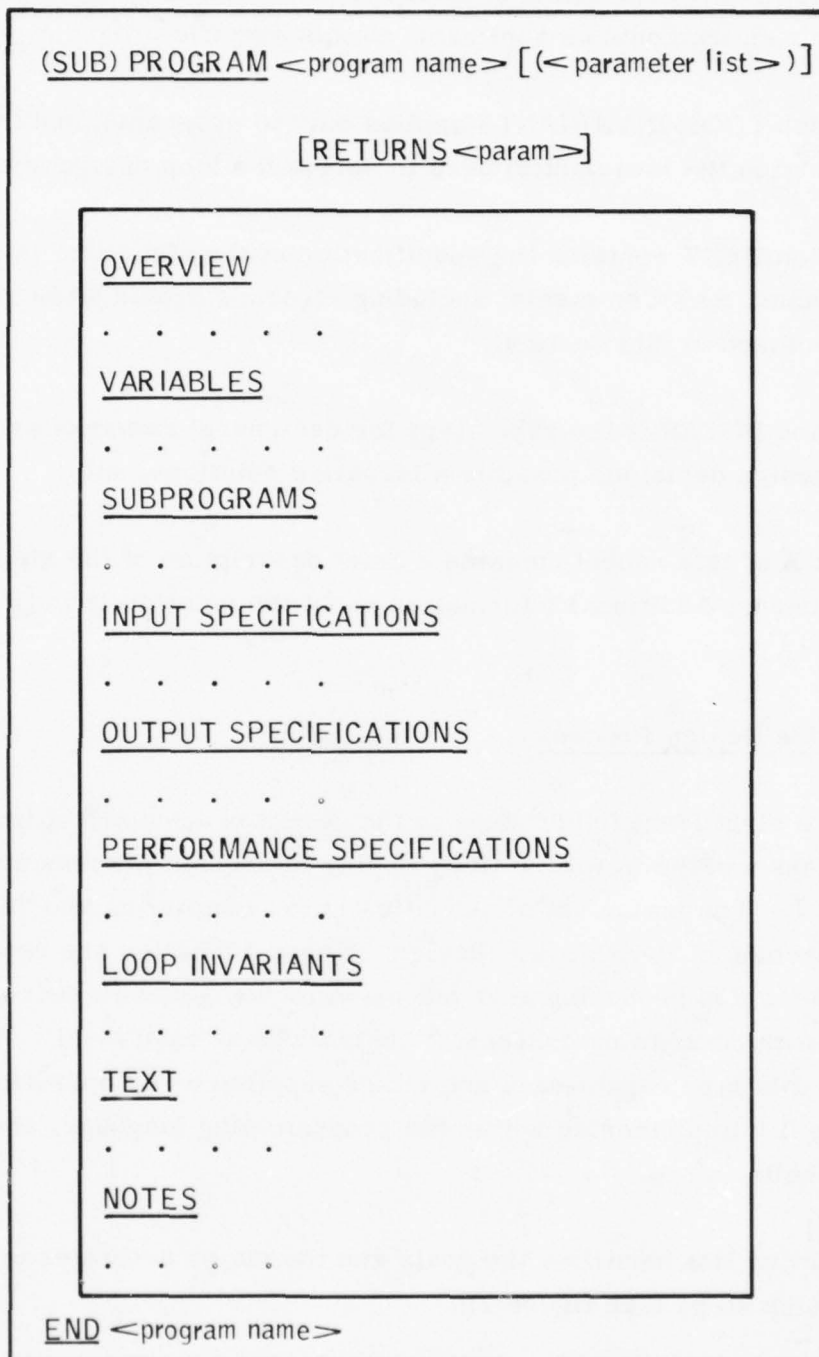 (SUB) PROGRAM <program name> [(< parameter list >)]
[RETURNS <param >]
OVERVIEW
. . . . .
VARIABLES
. . . . .
SUBPROGRAMS
. . . . .
INPUT SPECIFICATIONS
. . . . .
OUTPUT SPECIFICATIONS
. . . . .
PERFORMANCE SPECIFICATIONS
. . . . .
LOOP INVARIANTS
. . . . .
TEXT
. . . . .
NOTES
. . . . .
END <program name>